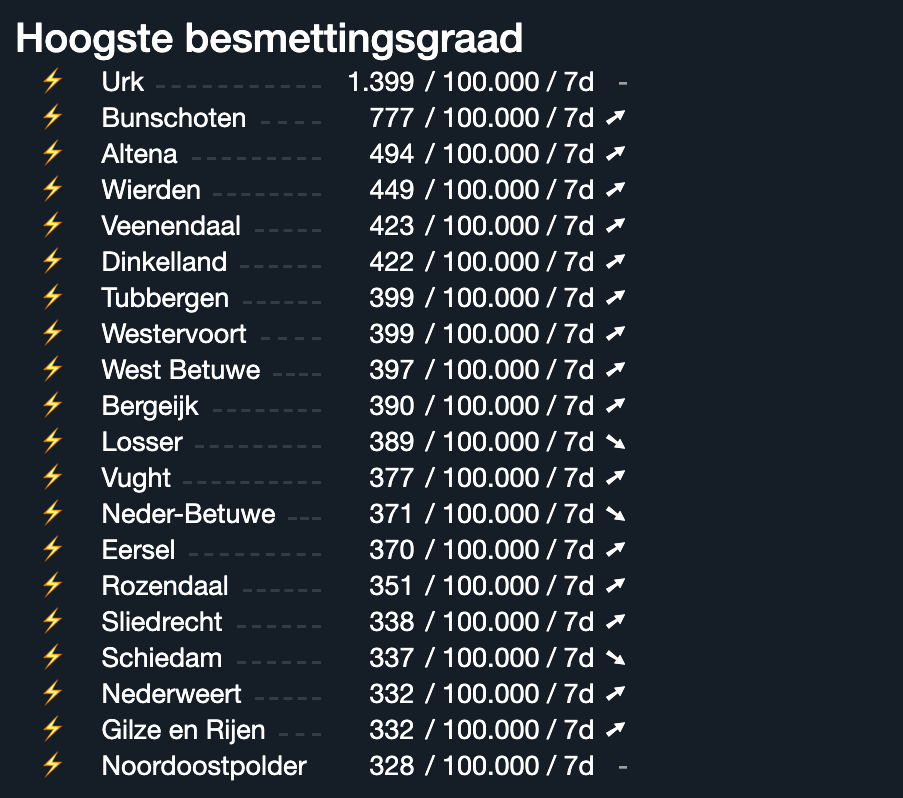 Hoogste besmettingsgraad
⚡ Urk ----------- 1.399 / 100.000 / 7d -
⚡ Bunschoten ---- 777 / 100.000 / 7d ➚
⚡ Altena --------- 494 / 100.000 / 7d ➚
⚡ Wierden ------- 449 / 100.000 / 7d ➚
⚡ Veenendaal ----- 423 / 100.000 / 7d ➚
⚡ Dinkelland ------ 422 / 100.000 / 7d ➚
⚡ Tubbergen ------ 399 / 100.000 / 7d ➚
⚡ Westervoort ---- 399 / 100.000 / 7d ➚
⚡ West Betuwe ---- 397 / 100.000 / 7d ➚
⚡ Bergeijk -------- 390 / 100.000 / 7d ➚
⚡ Losser --------- 389 / 100.000 / 7d ➘
⚡ Vught ---------- 377 / 100.000 / 7d ➚
⚡ Neder-Betuwe --- 371 / 100.000 / 7d ➘
⚡ Eersel --------- 370 / 100.000 / 7d ➚
⚡ Rozendaal ------ 351 / 100.000 / 7d ➚
⚡ Sliedrecht ------ 338 / 100.000 / 7d ➚
⚡ Schiedam ------ 337 / 100.000 / 7d ➘
⚡ Nederweert ----- 332 / 100.000 / 7d ➚
⚡ Gilze en Rijen --- 332 / 100.000 / 7d ➚
⚡ Noordoostpolder 328 / 100.000 / 7d -